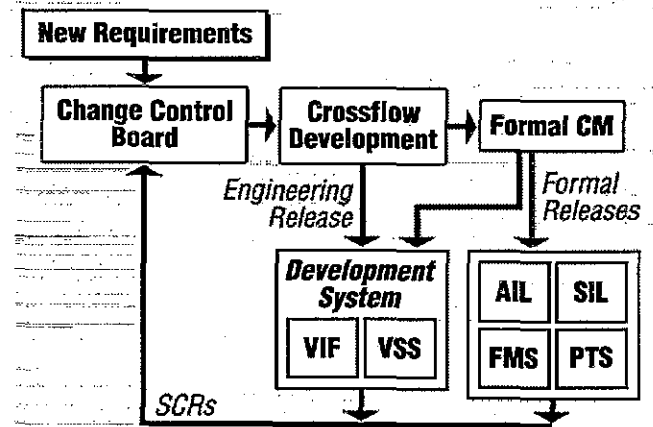 New Requirements
Change Control
Board
Crossflow
Development
Formal CM
Engineering
Release
Formal
Releases
Development
System
VIF
VSS
AIL
SIL
FMS
PTS
SCRs